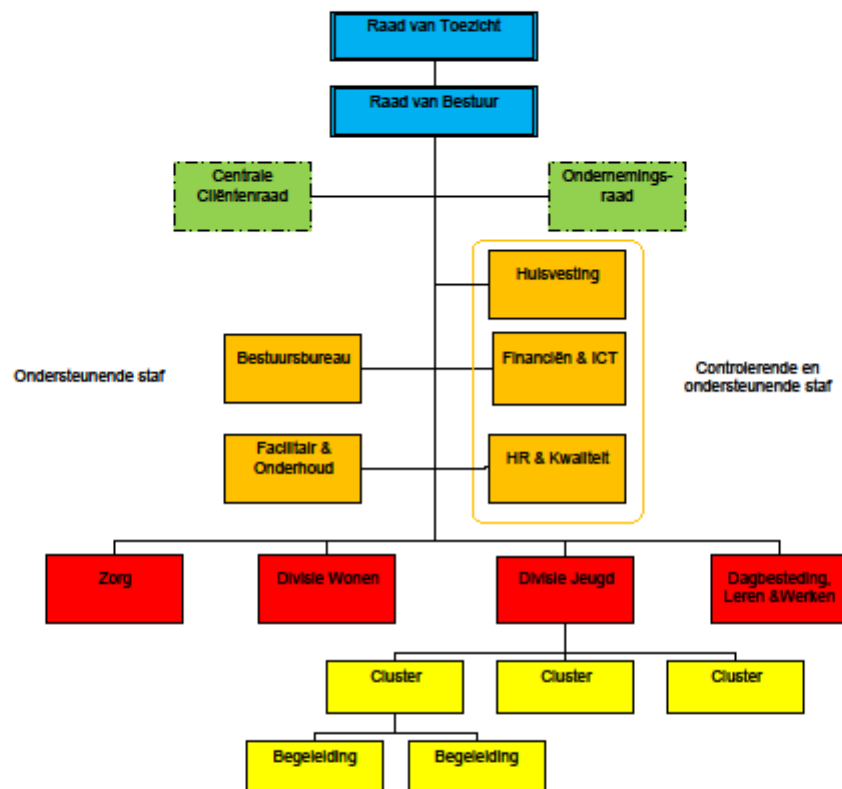 Raad van Toezicht
Raad van Bestuur
Centrale
Cliëntenraad
Ondernemings-
raad
Huisvesting
Bestuursbureau
Financiën & ICT
Ondersteunende staf
Controlerende en
ondersteunende staf
Facilitair &
Onderhoud
HR & Kwaliteit
Zorg
Divisie Wonen
Divisie Jeugd
Dagbesteding,
Leren &Werken
Cluster
Cluster
Cluster
Begeleiding
Begeleiding